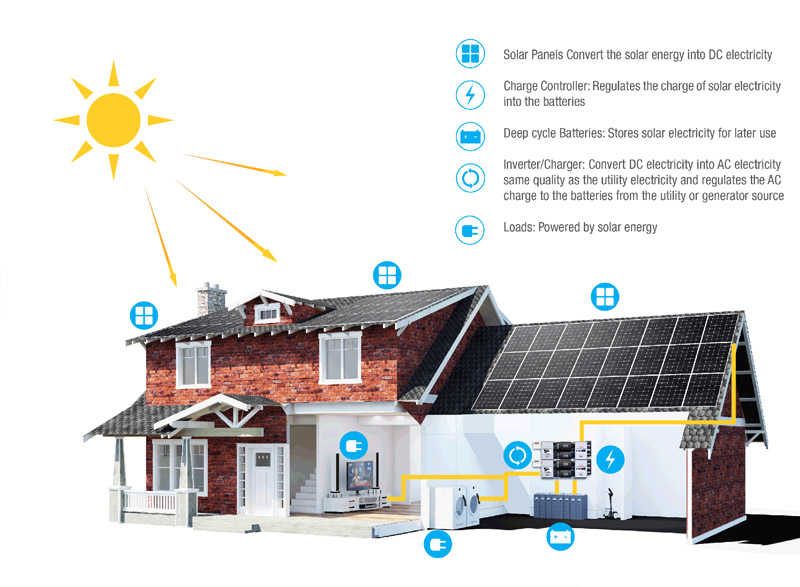 Solar Panels Convert the solar energy into DC electricity
Charge Controller: Regulates the charge of solar electricity
into the batteries
Deep cycle Batteries: Stores solar electricity for later use
Inverter/Charger: Convert DC electricity into AC electricity
same quality as the utility electricity and regulates the AC
charge to the batteries from the utility or generator source
Loads: Powered by solar energy